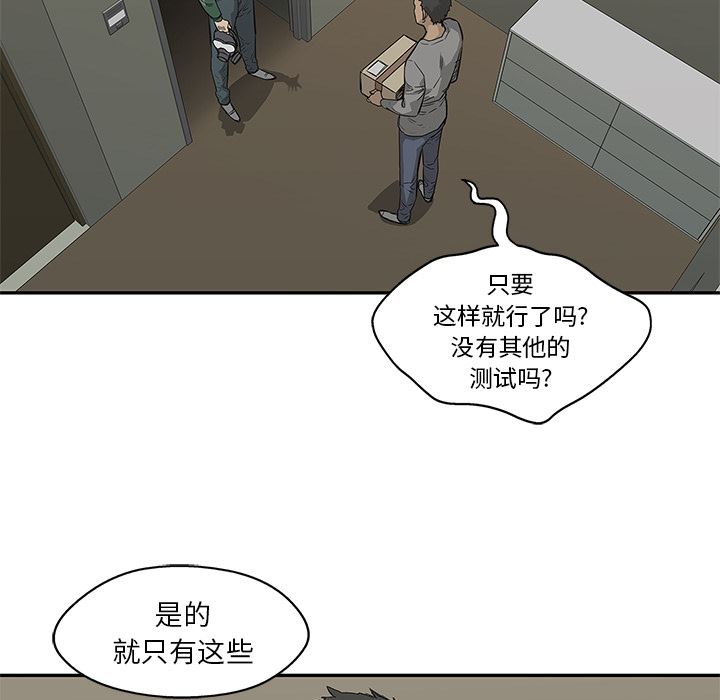 只要
这样就行了吗?
没有其他的
测试吗?
是的
就只有这些